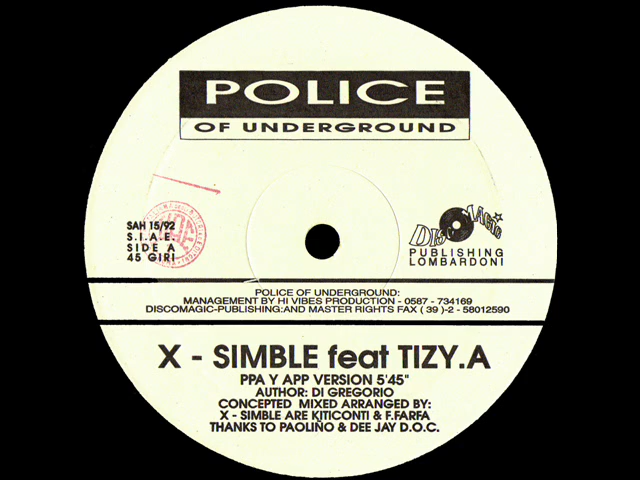 POLICE
OF UNDERGROUND
SAH 15/92
S.I.A.E.
SIDE A
45 GIRI
DISCOMAGIC
PUBLISHING
LOMBARDONI
POLICE OF UNDERGROUND:
MANAGEMENT BY HI VIBES PRODUCTION - 0587 - 734169
DISCOMAGIC-PUBLISHING:AND MASTER RIGHTS FAX ( 39 )-2 - 58012590
X - SIMBLE feat TIZY.A
PPA Y APP VERSION 5'45"
AUTHOR: DI GREGORIO
CONCEPTED MIXED ARRANGED BY:
X - SIMBLE ARE KITICONTI & F.FARFA
THANKS TO PAOLIÑO & DEE JAY D.O.C.